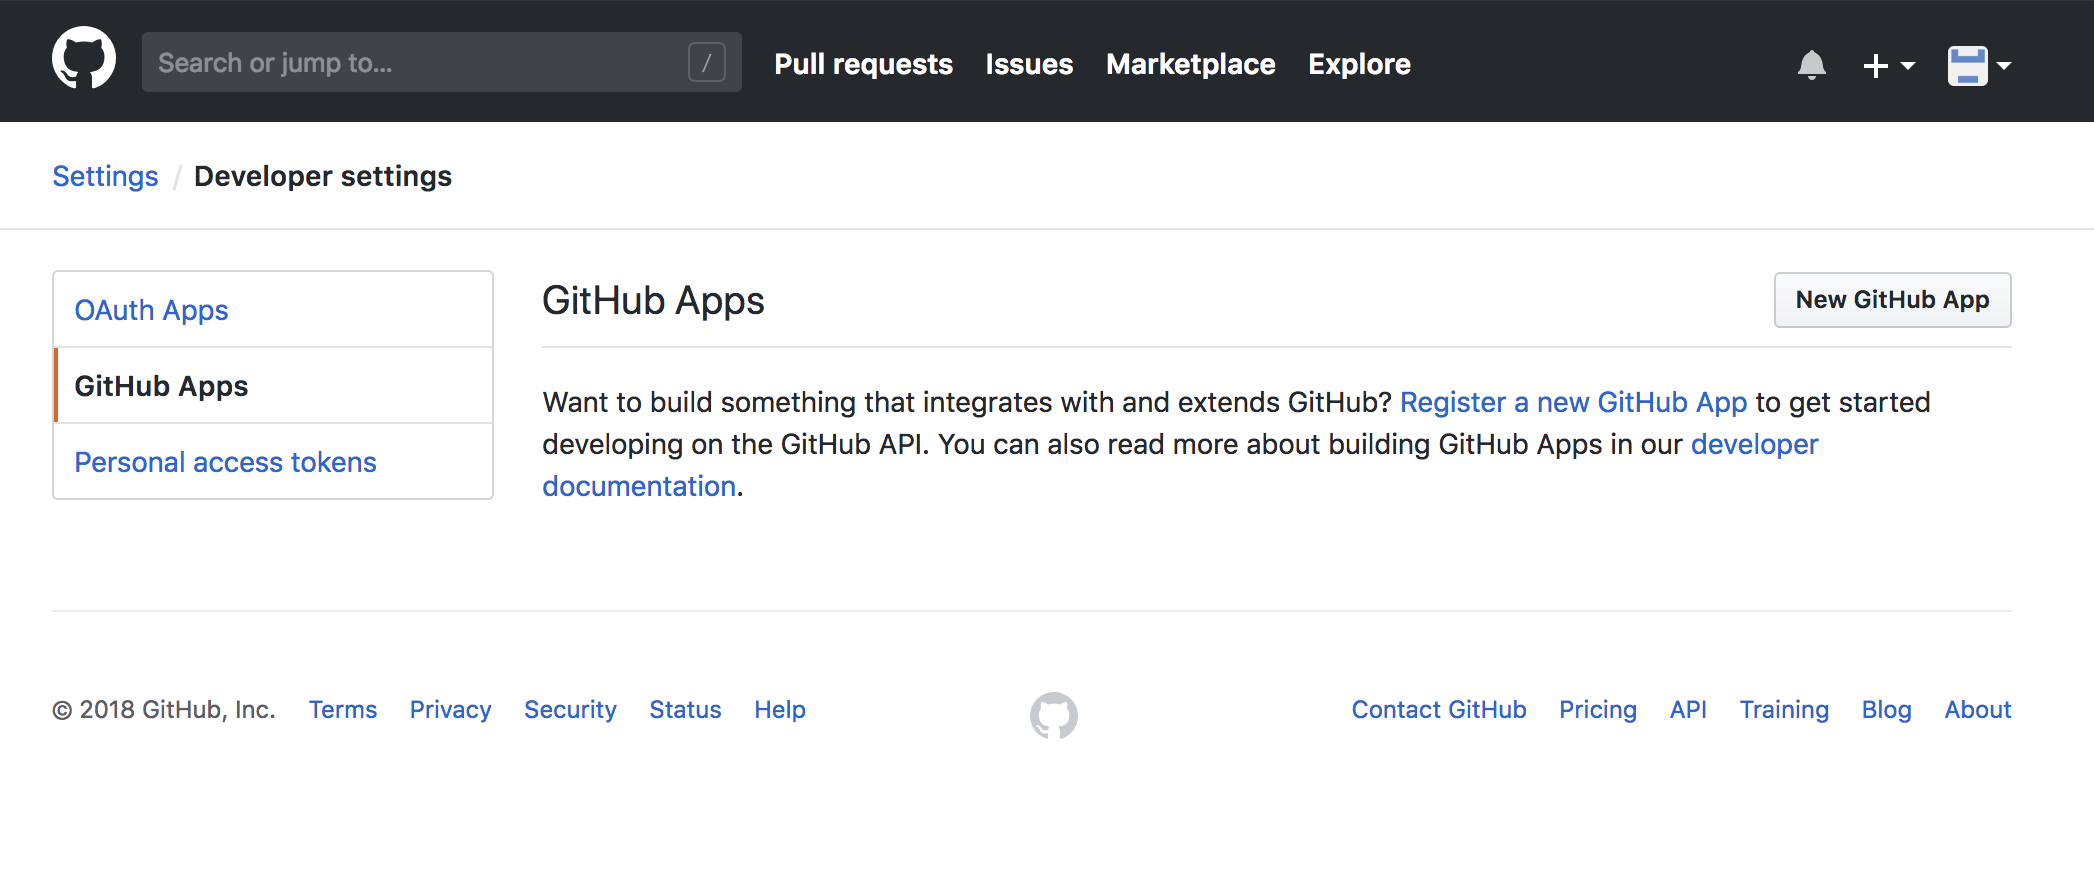 Search or jump to...
/
Pull requests
Issues
Marketplace
Explore
Settings / Developer settings
OAuth Apps
GitHub Apps
Personal access tokens
GitHub Apps
New GitHub App
Want to build something that integrates with and extends GitHub? Register a new GitHub App to get started
developing on the GitHub API. You can also read more about building GitHub Apps in our developer
documentation.
© 2018 GitHub, Inc.
Terms
Privacy
Security
Status
Help
Contact GitHub
Pricing
API
Training
Blog
About